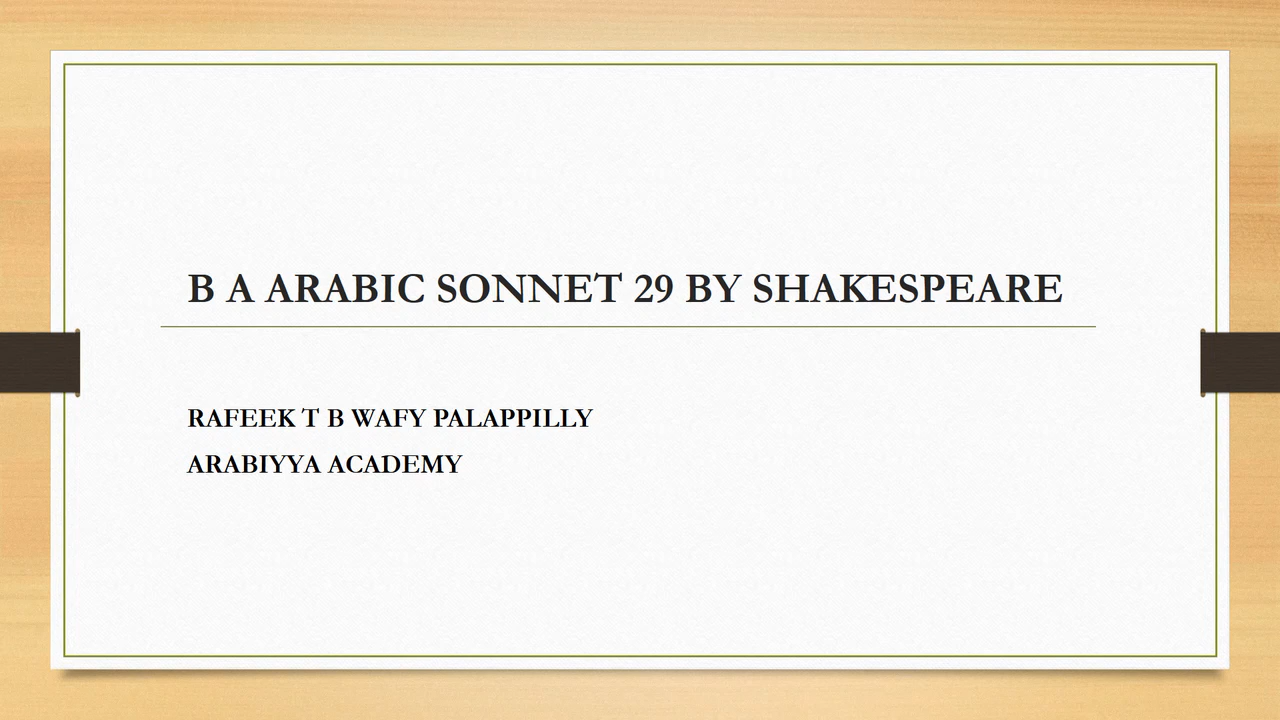 B A ARABIC SONNET 29 BY SHAKESPEARE
RAFEEK T B WAFY PALAPPILLY
ARABIYYA ACADEMY